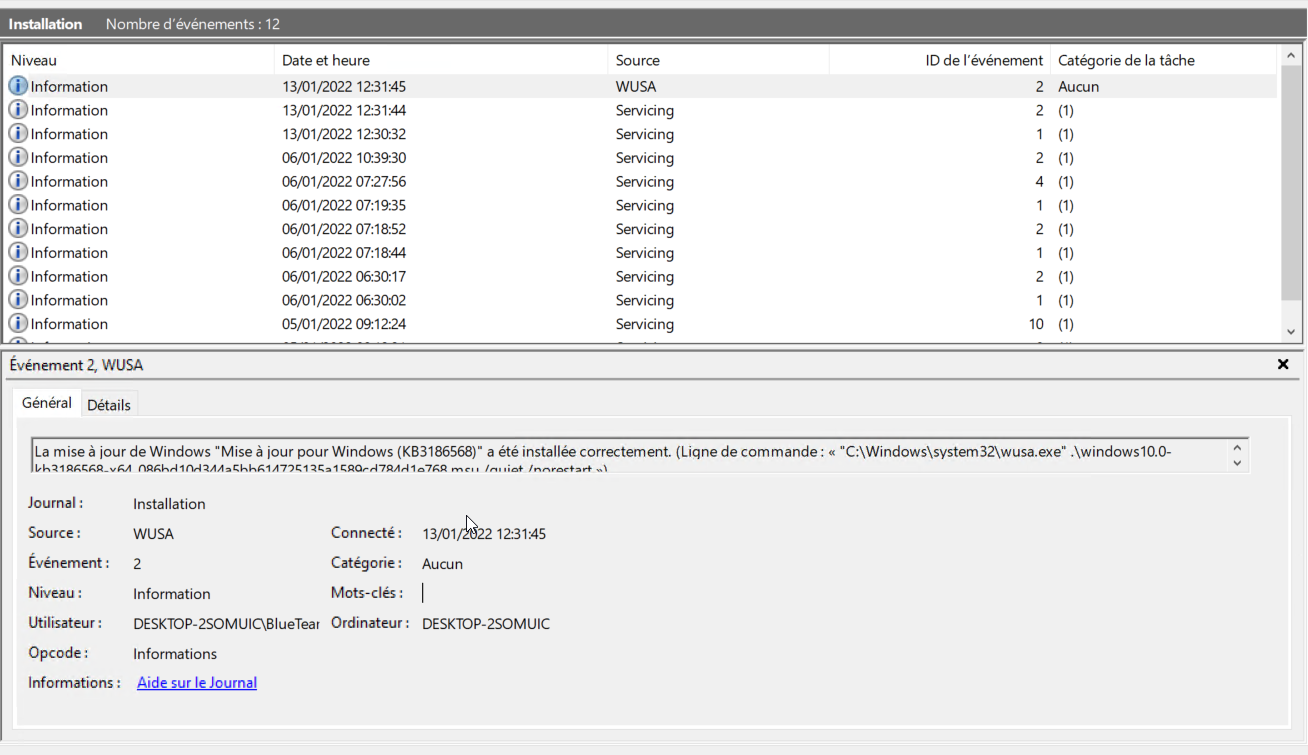 Installation Nombre d'événements : 12
Niveau Date et heure Source ID de l'événement Catégorie de la tâche
Information 13/01/2022 12:31:45 WUSA 2 Aucun
Information 13/01/2022 12:31:44 Servicing 2 (1)
Information 13/01/2022 12:30:32 Servicing 1 (1)
Information 06/01/2022 10:39:30 Servicing 2 (1)
Information 06/01/2022 07:27:56 Servicing 4 (1)
Information 06/01/2022 07:19:35 Servicing 1 (1)
Information 06/01/2022 07:18:52 Servicing 2 (1)
Information 06/01/2022 07:18:44 Servicing 1 (1)
Information 06/01/2022 06:30:17 Servicing 2 (1)
Information 06/01/2022 06:30:02 Servicing 1 (1)
Information 05/01/2022 09:12:24 Servicing 10 (1)
Événement 2, WUSA
Général Détails
La mise à jour de Windows "Mise à jour pour Windows (KB3186568)" a été installée correctement. (Ligne de commande : « "C:\Windows\system32\wusa.exe" .\windows10.0-
kb3186568-x64_086bd10d344a5bb614725135a1589cd784d1e768.msu /quiet /norestart »)
Journal : Installation
Source : WUSA Connecté : 13/01/2022 12:31:45
Événement : 2 Catégorie : Aucun
Niveau : Information Mots-clés :
Utilisateur : DESKTOP-2SOMUIC\BlueTear Ordinateur : DESKTOP-2SOMUIC
Opcode : Informations
Informations : Aide sur le Journal